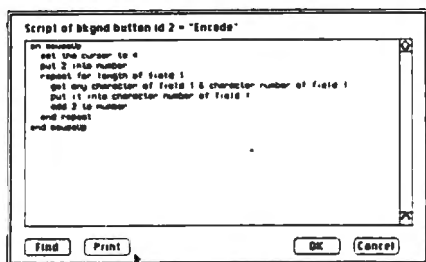 Script of bkgnd button id 2 = "Encode"
on mouseUp
set the cursor to 4
put 2 into number
repeat for length of field 1
get any character of field 1 & character number of field 1
put it into character number of field 1
add 2 to number
end repeat
end mouseUp
Find Print OK Cancel